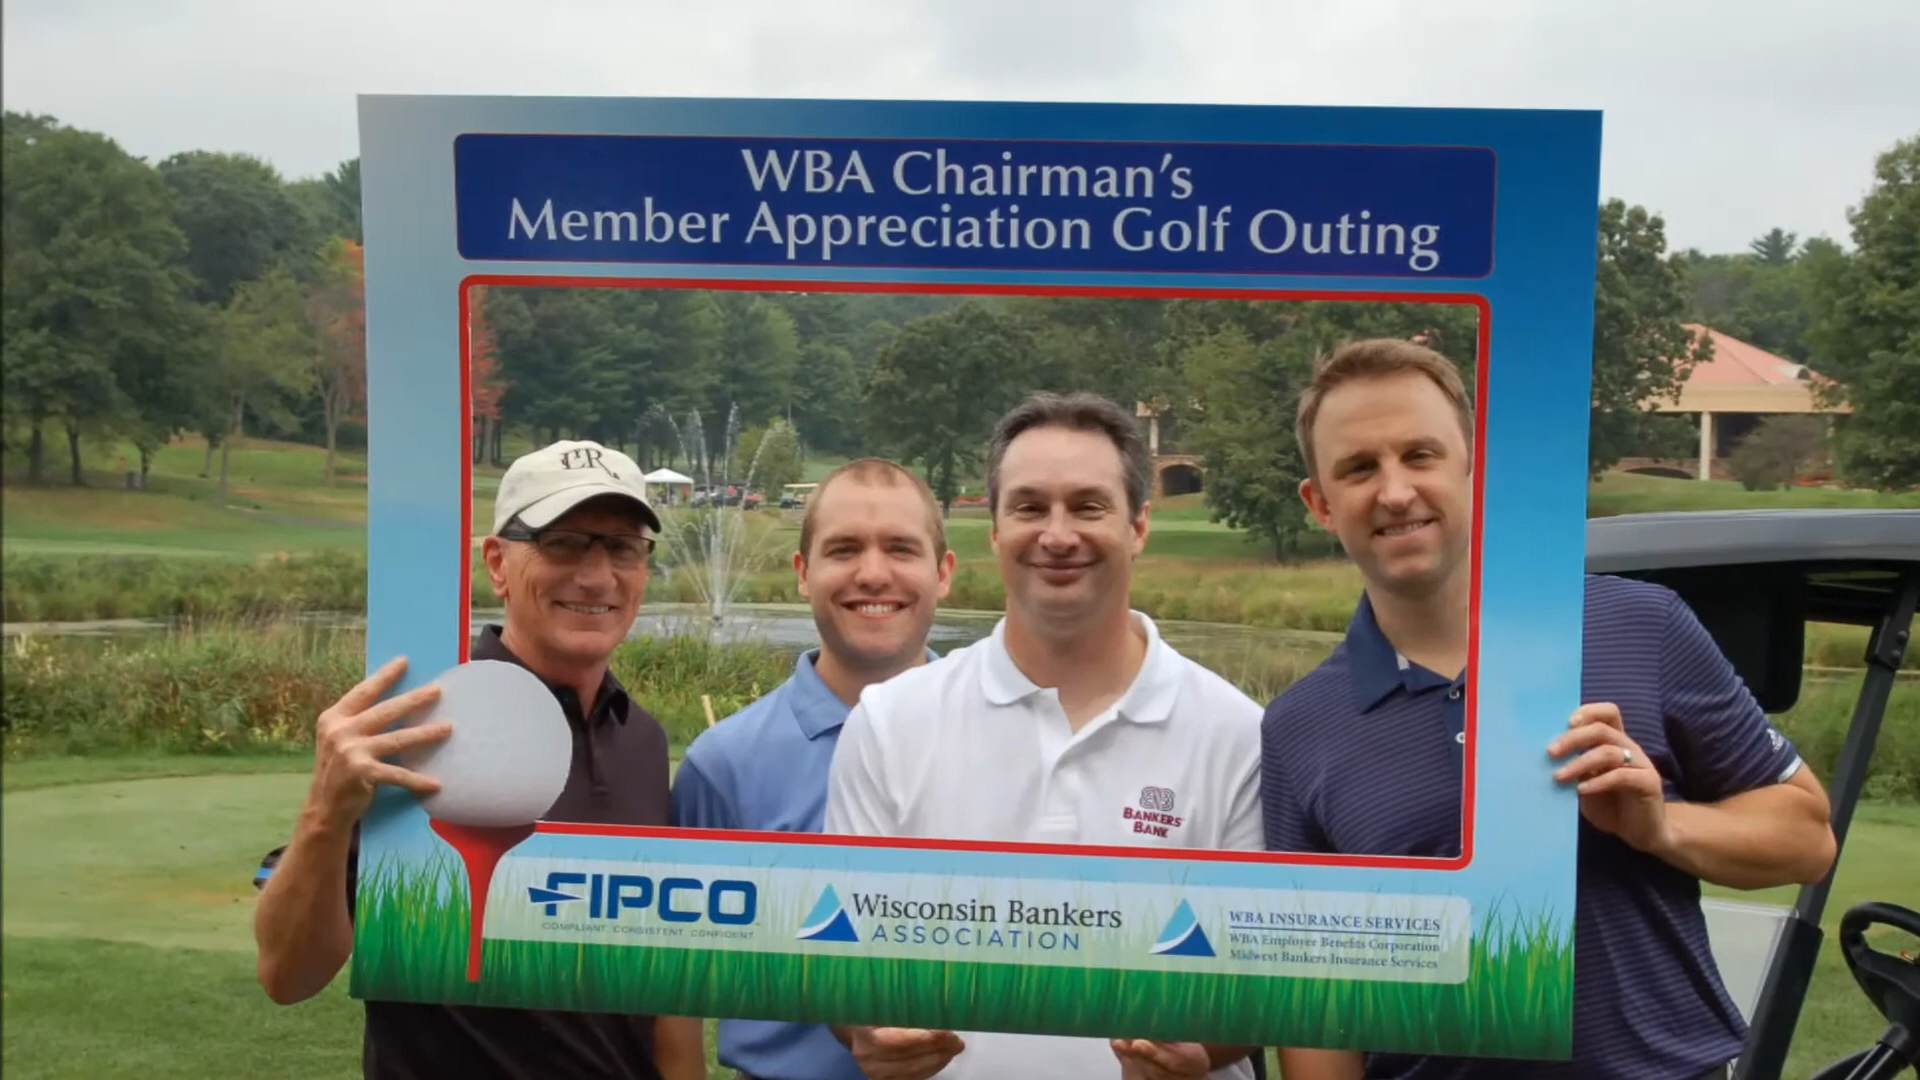 WBA Chairman's
Member Appreciation Golf Outing
CR
BANKERS
BANK
FIPCO
COMPLIANT. CONSISTENT. CONFIDENT.
Wisconsin Bankers
ASSOCIATION
WBA INSURANCE SERVICES
WBA Employee Benefits Corporation
Midwest Bankers Insurance Services